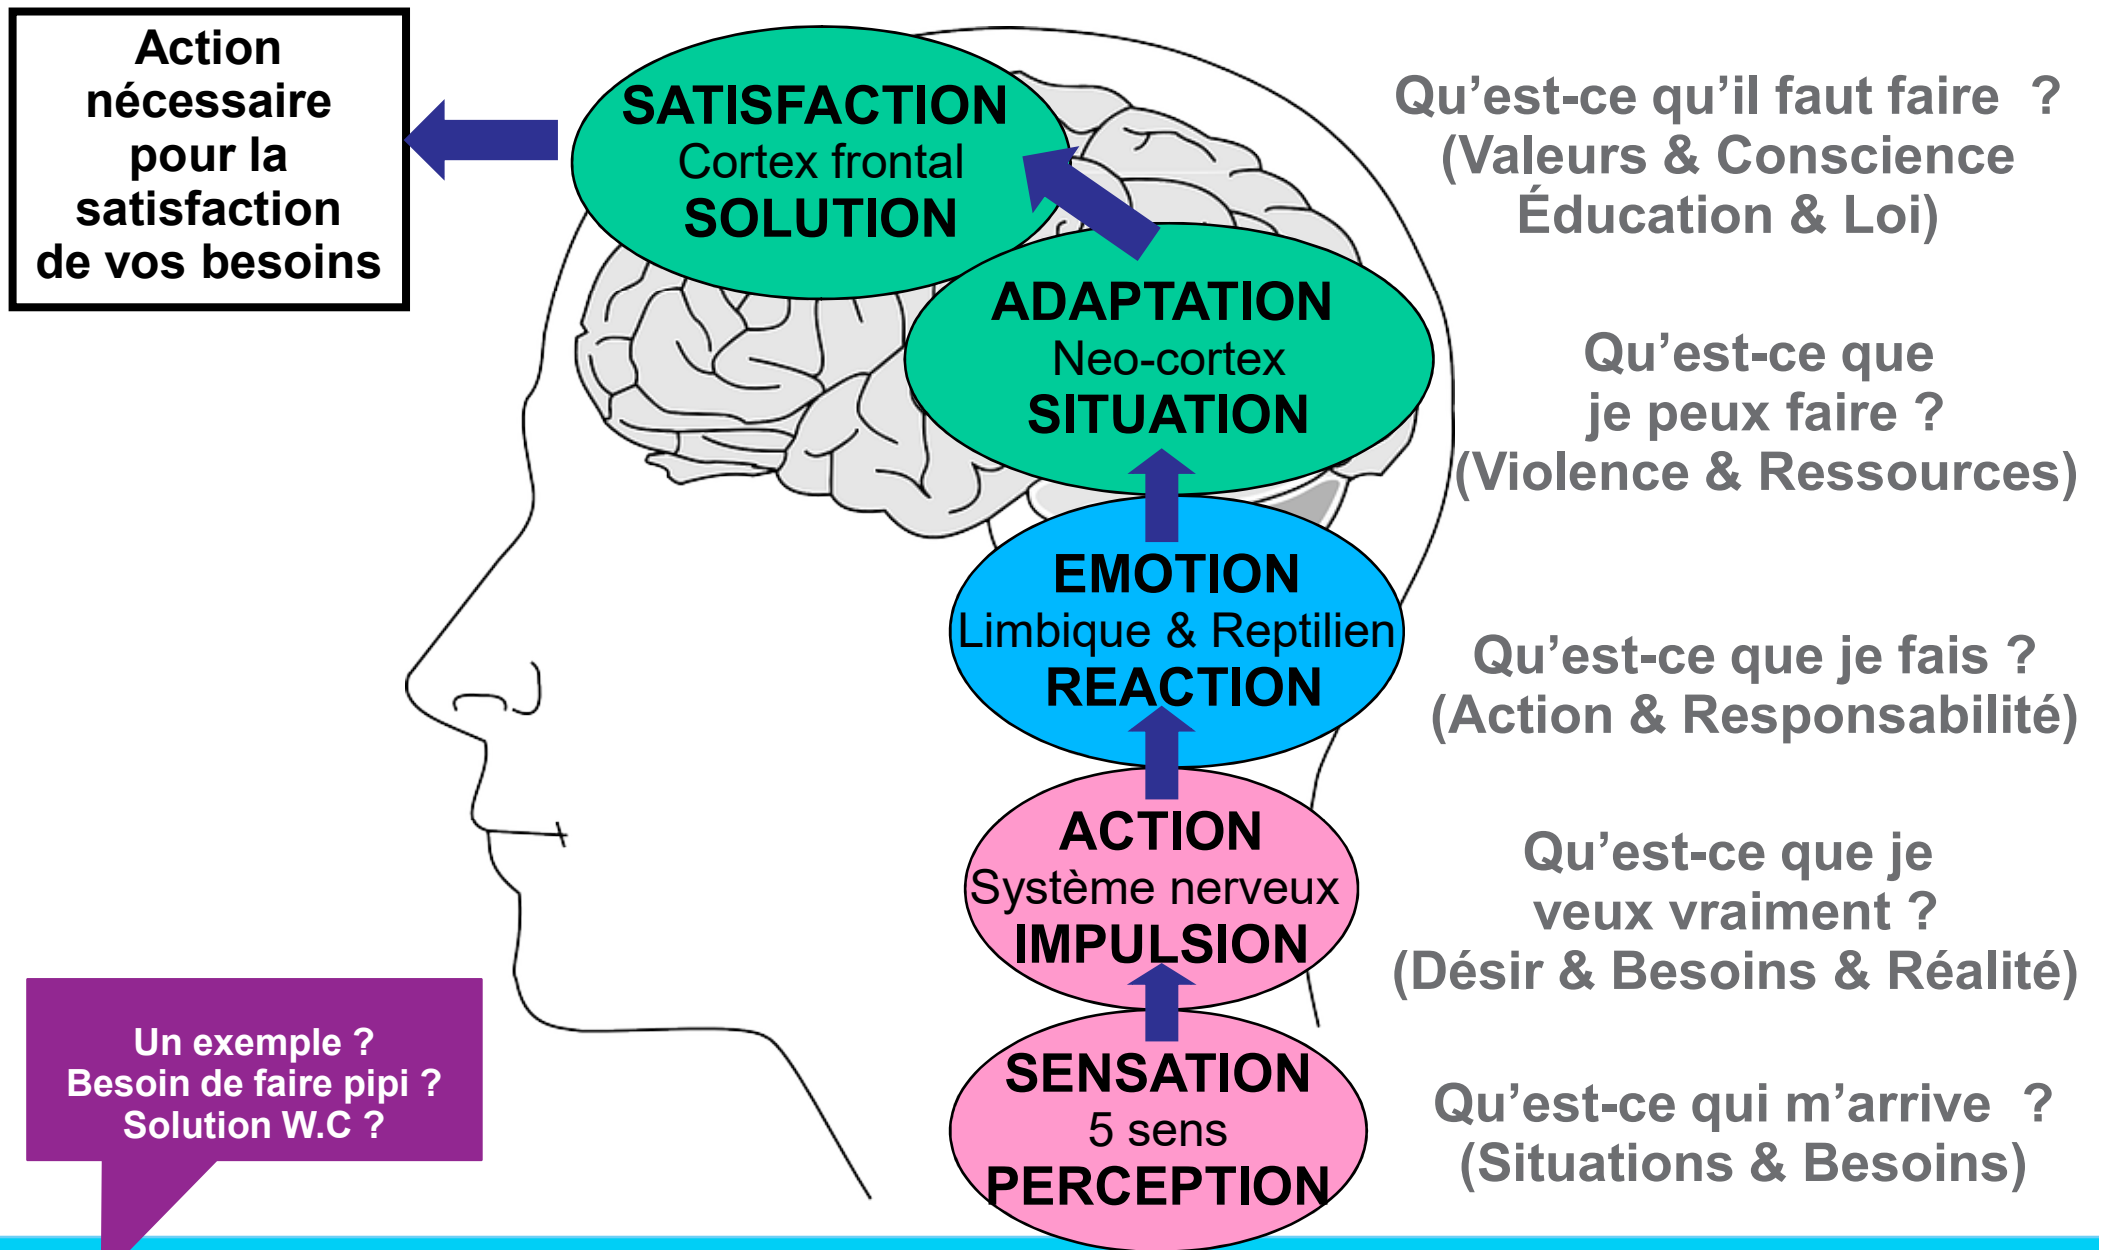 Action
nécessaire
pour la
satisfaction
de vos besoins
SATISFACTION
Cortex frontal
SOLUTION
Qu’est-ce qu’il faut faire  ?
(Valeurs & Conscience
Éducation & Loi)
ADAPTATION
Neo-cortex
SITUATION
Qu’est-ce que
je peux faire ?
(Violence & Ressources)
EMOTION
Limbique & Reptilien
REACTION
Qu’est-ce que je fais ?
(Action & Responsabilité)
ACTION
Système nerveux
IMPULSION
Qu’est-ce que je
veux vraiment ?
(Désir & Besoins & Réalité)
Un exemple ?
Besoin de faire pipi ?
Solution W.C ?
SENSATION
5 sens
PERCEPTION
Qu’est-ce qui m’arrive  ?
(Situations & Besoins)